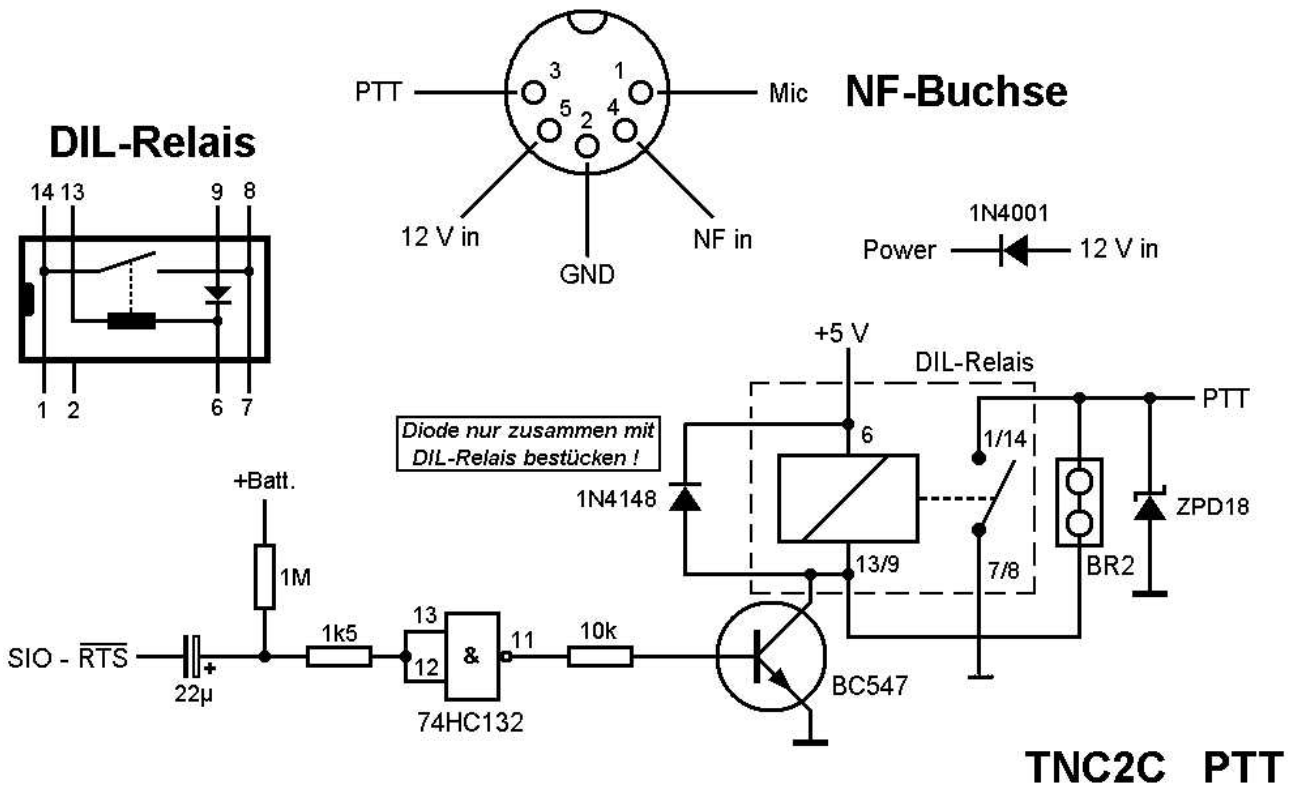 NF-Buchse
3
1
5
2
4
PTT
Mic
12 V in
GND
NF in
DIL-Relais
14 13 9 8
1 2 6 7
1N4001
Power
12 V in
+5 V
DIL-Relais
PTT
Diode nur zusammen mit
DIL-Relais bestücken !
6
1/14
1N4148
13/9
7/8
BR2
ZPD18
+Batt.
1M
SIO - R̅T̅S̅
22µ
+
1k5
13
12
&
11
74HC132
10k
BC547
TNC2C PTT